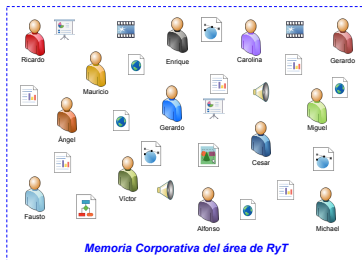 Ricardo
Enrique
Carolina
Gerardo
Mauricio
Ángel
Gerardo
Miguel
Cesar
Fausto
Víctor
Alfonso
Michael
Memoria Corporativa del área de RyT